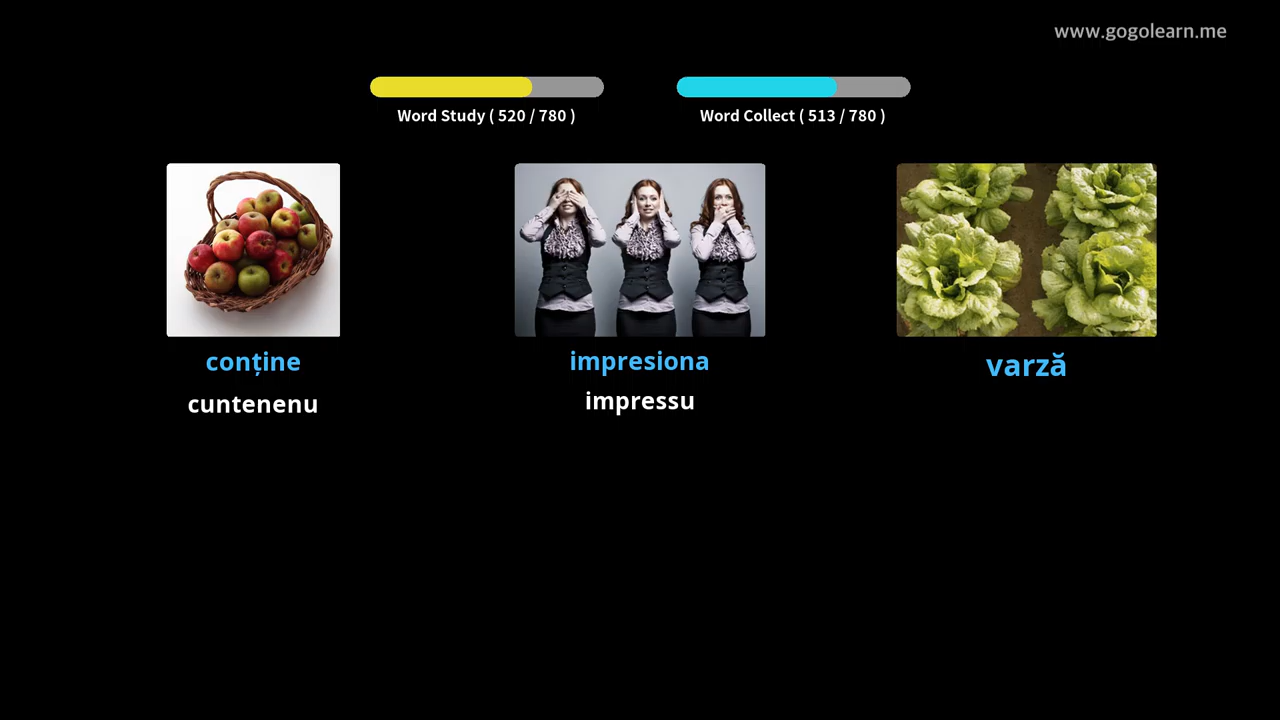 www.gogolearn.me
Word Study ( 520 / 780 )
Word Collect ( 513 / 780 )
conține
cuntenenu
impresiona
impressu
varză